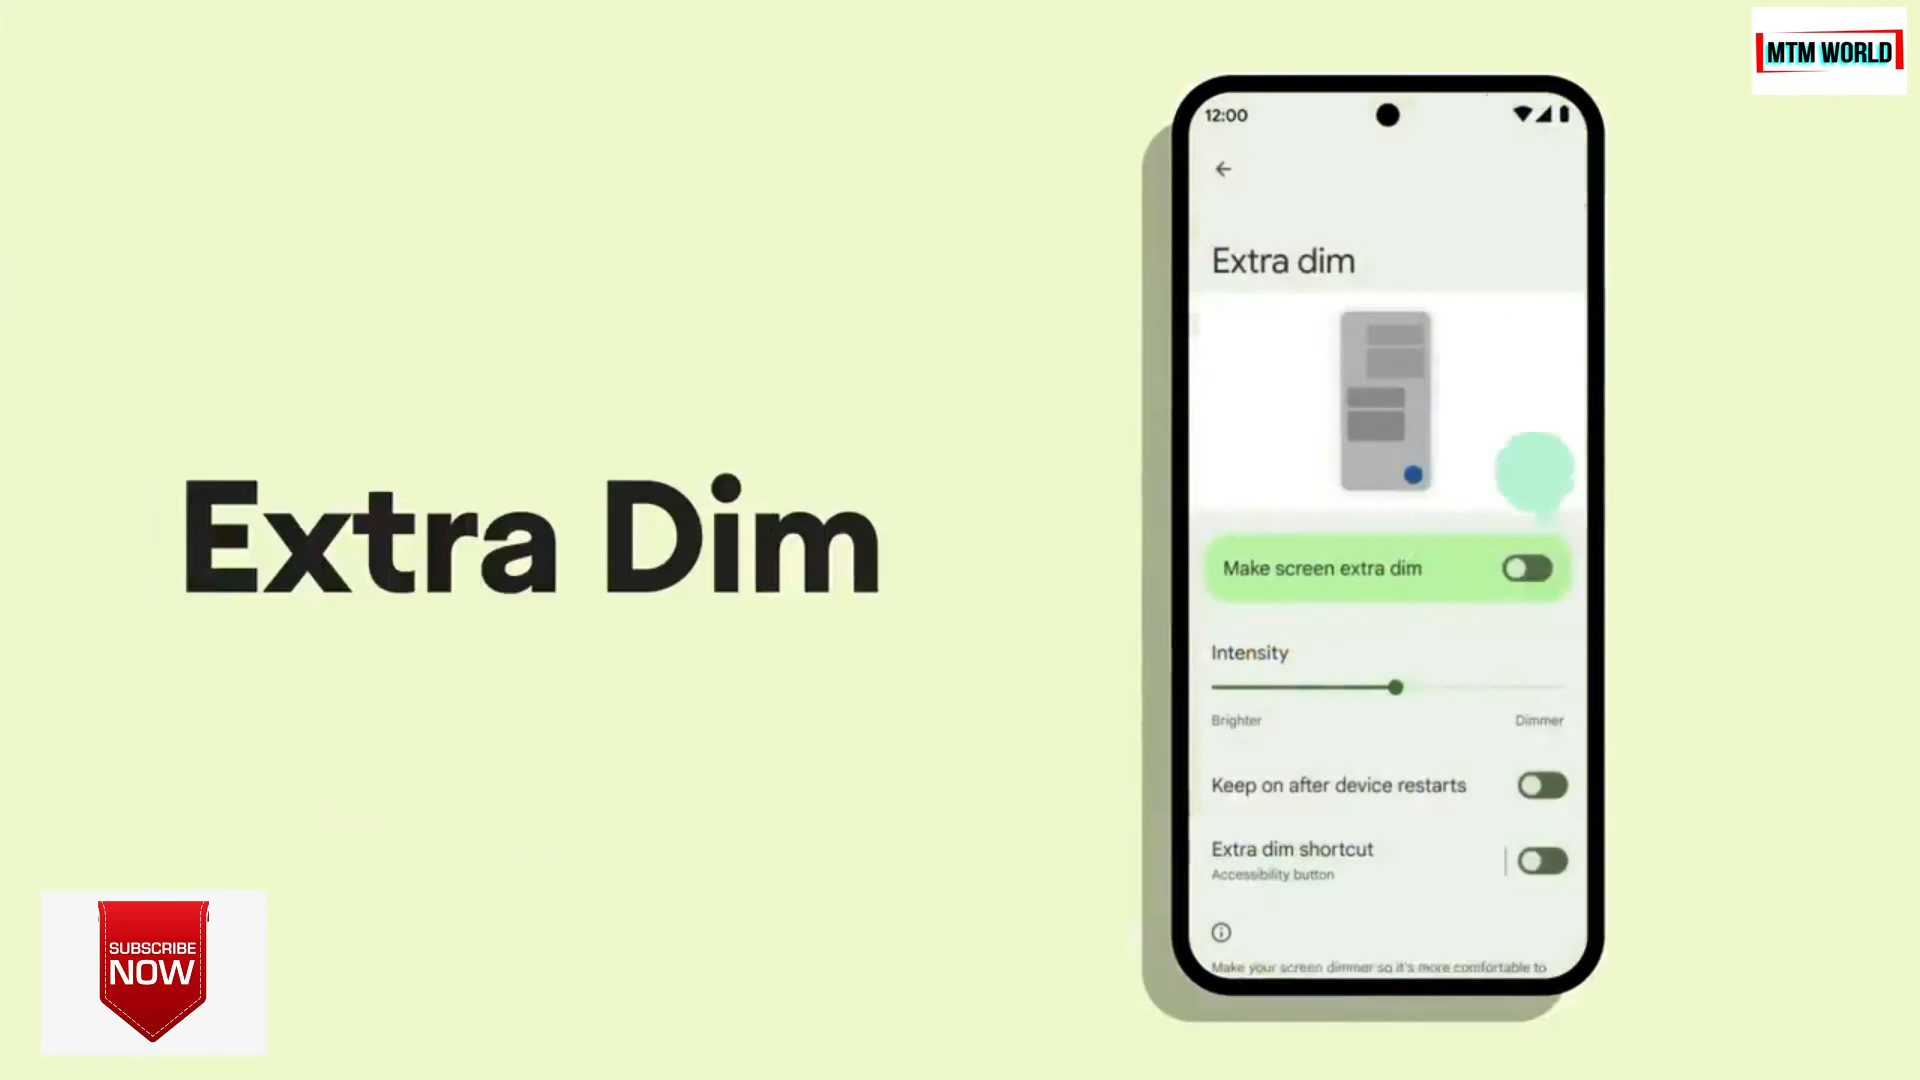 MTM WORLD
12:00
Extra dim
Extra Dim
Make screen extra dim
Intensity
Brighter Dimmer
Keep on after device restarts
Extra dim shortcut
Accessibility button
Make your screen dimmer so it's more comfortable to
SUBSCRIBE
NOW